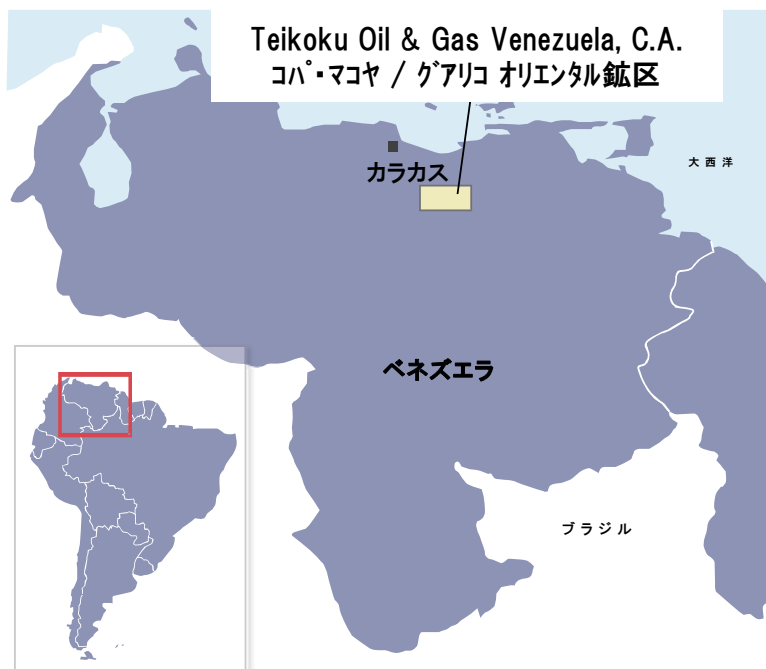 Teikoku Oil & Gas Venezuela, C.A.
コパ・マコヤ / グアリコ オリエンタル鉱区
大西洋
カラカス
ベネズエラ
ブラジル